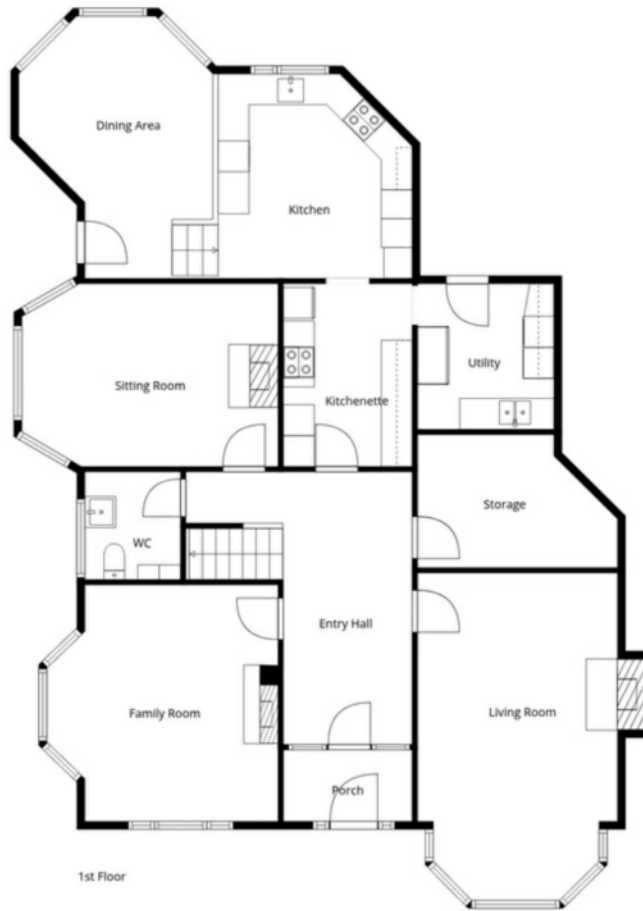 Dining Area
Kitchen
Sitting Room
Kitchenette
Utility
Storage
WC
Entry Hall
Family Room
Living Room
Porch
1st Floor